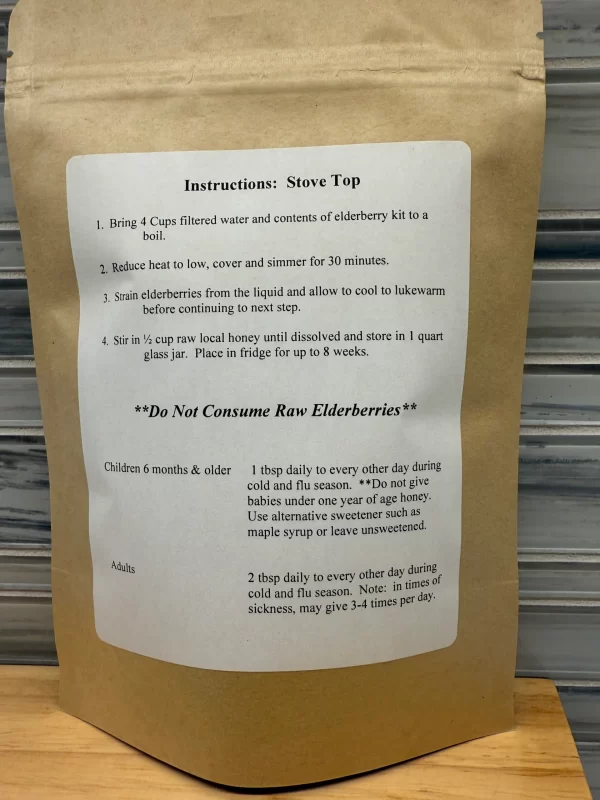 Instructions: Stove Top
1. Bring 4 Cups filtered water and contents of elderberry kit to a
boil.
2. Reduce heat to low, cover and simmer for 30 minutes.
3. Strain elderberries from the liquid and allow to cool to lukewarm
before continuing to next step.
4. Stir in ½ cup raw local honey until dissolved and store in 1 quart
glass jar. Place in fridge for up to 8 weeks.
**Do Not Consume Raw Elderberries**
Children 6 months & older
1 tbsp daily to every other day during
cold and flu season. **Do not give
babies under one year of age honey.
Use alternative sweetener such as
maple syrup or leave unsweetened.
Adults
2 tbsp daily to every other day during
cold and flu season. Note: in times of
sickness, may give 3-4 times per day.